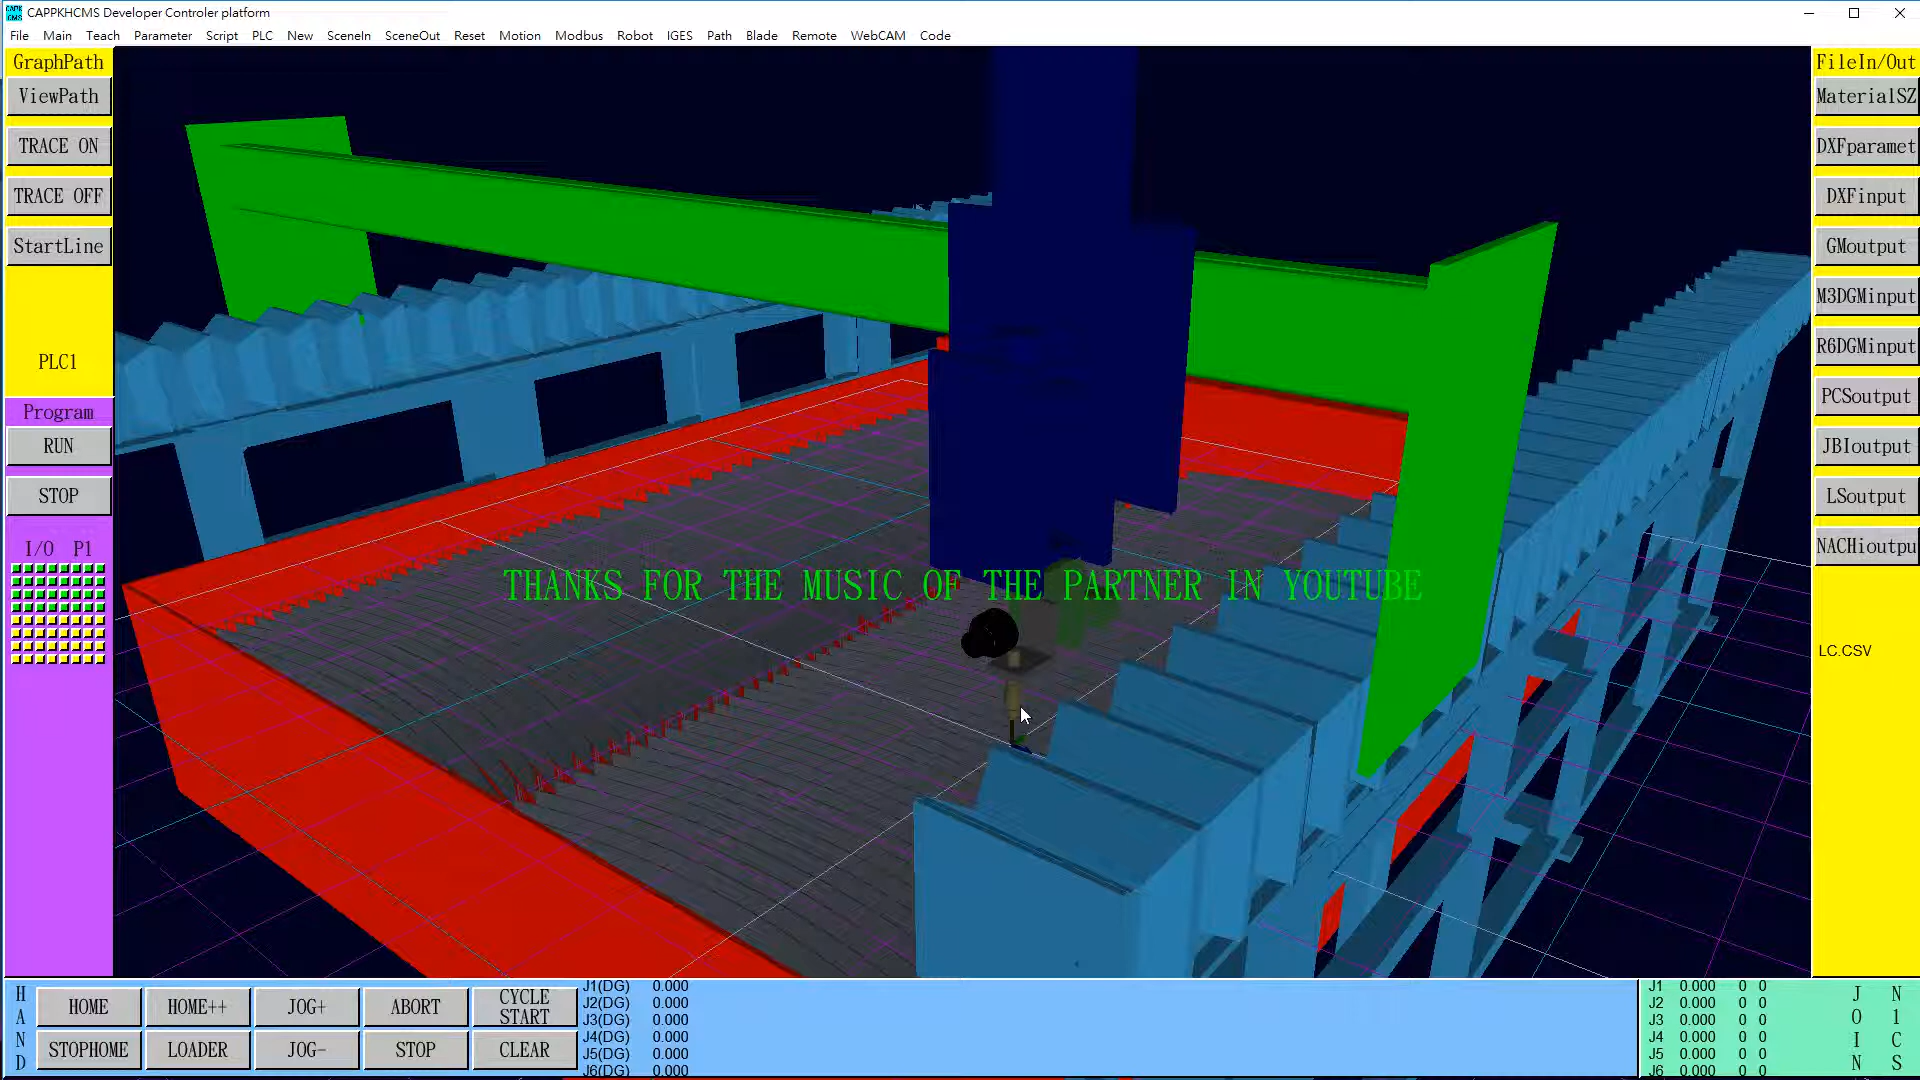 CAPPKHCMS Developer Controler platform
File Main Teach Parameter Script PLC New SceneIn SceneOut Reset Motion Modbus Robot IGES Path Blade Remote WebCAM Code
GraphPath
ViewPath
TRACE ON
TRACE OFF
StartLine
PLC1
Program
RUN
STOP
I/O P1
THANKS FOR THE MUSIC OF THE PARTNER IN YOUTUBE
FileIn/Out
MaterialSZ
DXFparamet
DXFinput
GMoutput
M3DGMinput
R6DGMinput
PCSoutput
JBIoutput
LSoutput
NACHioutpu
LC.CSV
HAND
HOME HOME++ JOG+ ABORT CYCLE START
STOPHOME LOADER JOG- STOP CLEAR
J1(DG) 0.000
J2(DG) 0.000
J3(DG) 0.000
J4(DG) 0.000
J5(DG) 0.000
J6(DG) 0.000
J1 0.000 0 0
J2 0.000 0 0
J3 0.000 0 0
J4 0.000 0 0
J5 0.000 0 0
J6 0.000 0 0
JOIN
N1CS